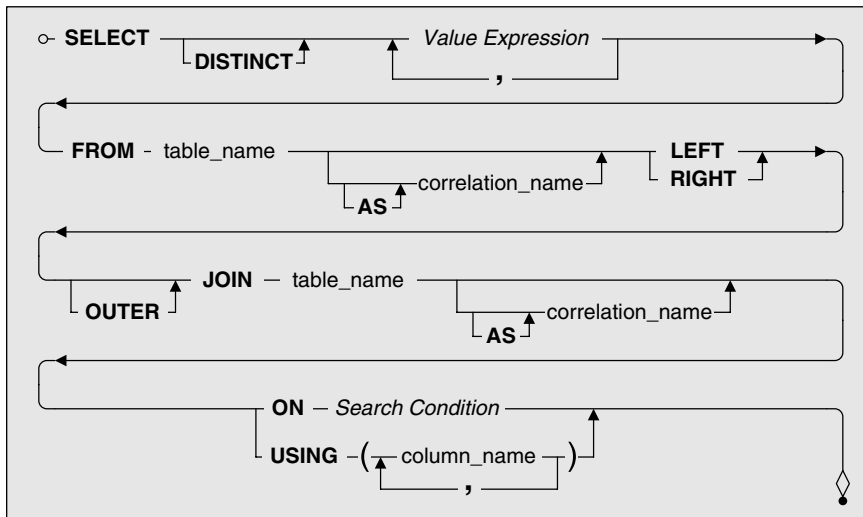 SELECT Value Expression
DISTINCT ,
FROM table_name LEFT
correlation_name RIGHT
AS
OUTER JOIN table_name
correlation_name
AS
ON Search Condition
USING ( column_name )
,